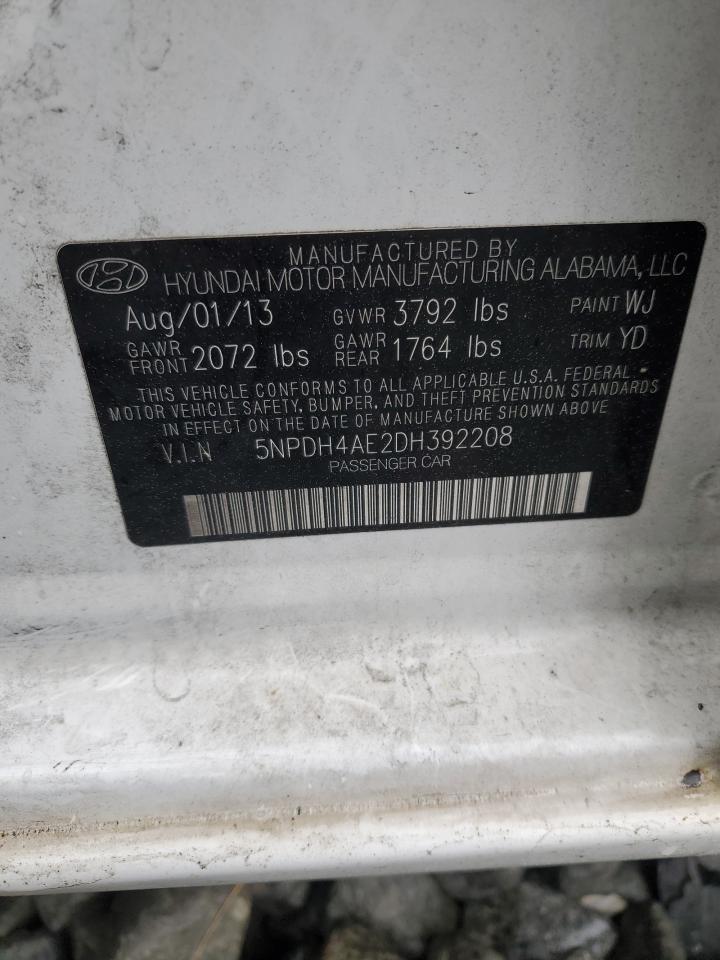 MANUFACTURED BY
HYUNDAI MOTOR MANUFACTURING ALABAMA, LLC
Aug/01/13 GVWR 3792 lbs PAINT WJ
GAWR FRONT 2072 lbs GAWR REAR 1764 lbs TRIM YD
THIS VEHICLE CONFORMS TO ALL APPLICABLE U.S.A. FEDERAL
MOTOR VEHICLE SAFETY, BUMPER, AND THEFT PREVENTION STANDARDS
IN EFFECT ON THE DATE OF MANUFACTURE SHOWN ABOVE
V.I.N 5NPDH4AE2DH392208
PASSENGER CAR